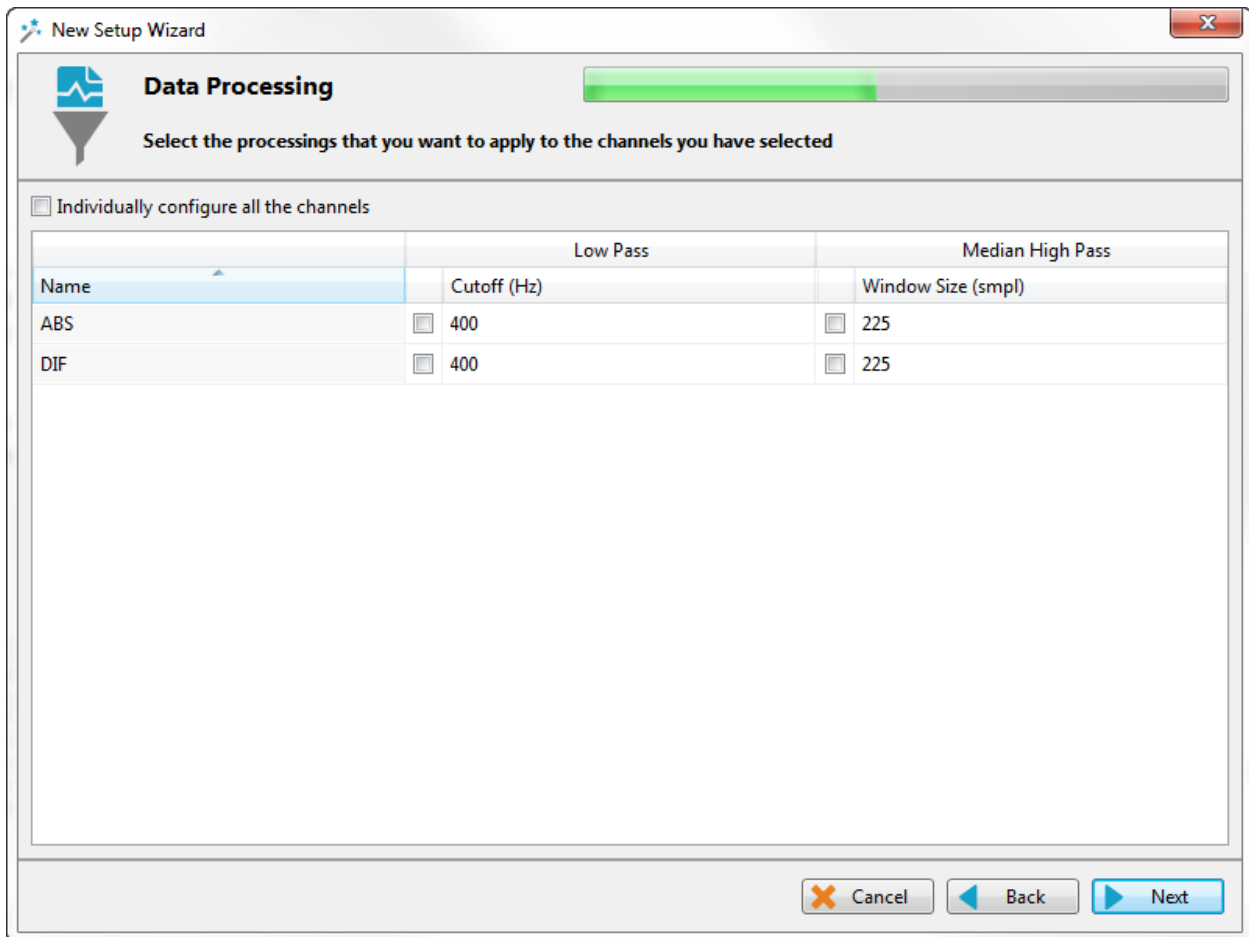 New Setup Wizard
X
Data Processing
Select the processings that you want to apply to the channels you have selected
Individually configure all the channels
Low Pass Median High Pass
Name Cutoff (Hz) Window Size (smpl)
ABS 400 225
DIF 400 225
Cancel Back Next